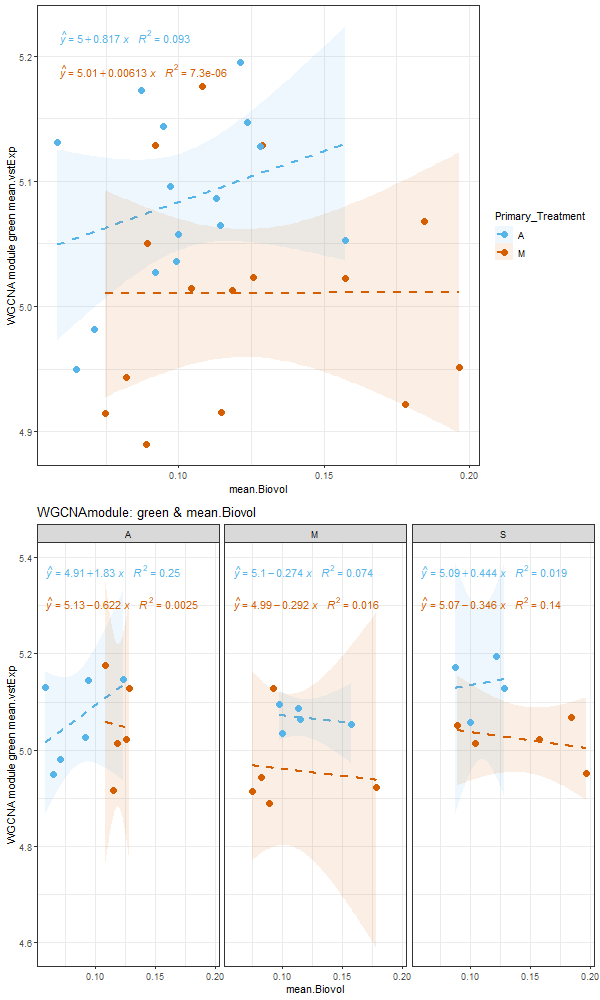 ŷ = 5 + 0.817 x R² = 0.093
ŷ = 5.01 + 0.00613 x R² = 7.3e-06
5.2
5.1
5.0
4.9
WGCNA module green mean.vstExp
0.10
0.15
0.20
mean.Biovol
Primary_Treatment
A
M
WGCNAmodule: green & mean.Biovol
A
M
S
ŷ = 4.91 + 1.83 x R² = 0.25
ŷ = 5.1 − 0.274 x R² = 0.074
ŷ = 5.09 + 0.444 x R² = 0.019
ŷ = 5.13 − 0.622 x R² = 0.0025
ŷ = 4.99 − 0.292 x R² = 0.016
ŷ = 5.07 − 0.346 x R² = 0.14
5.4
5.2
5.0
4.8
4.6
WGCNA module green mean.vstExp
0.10
0.15
0.20
0.10
0.15
0.20
0.10
0.15
0.20
mean.Biovol